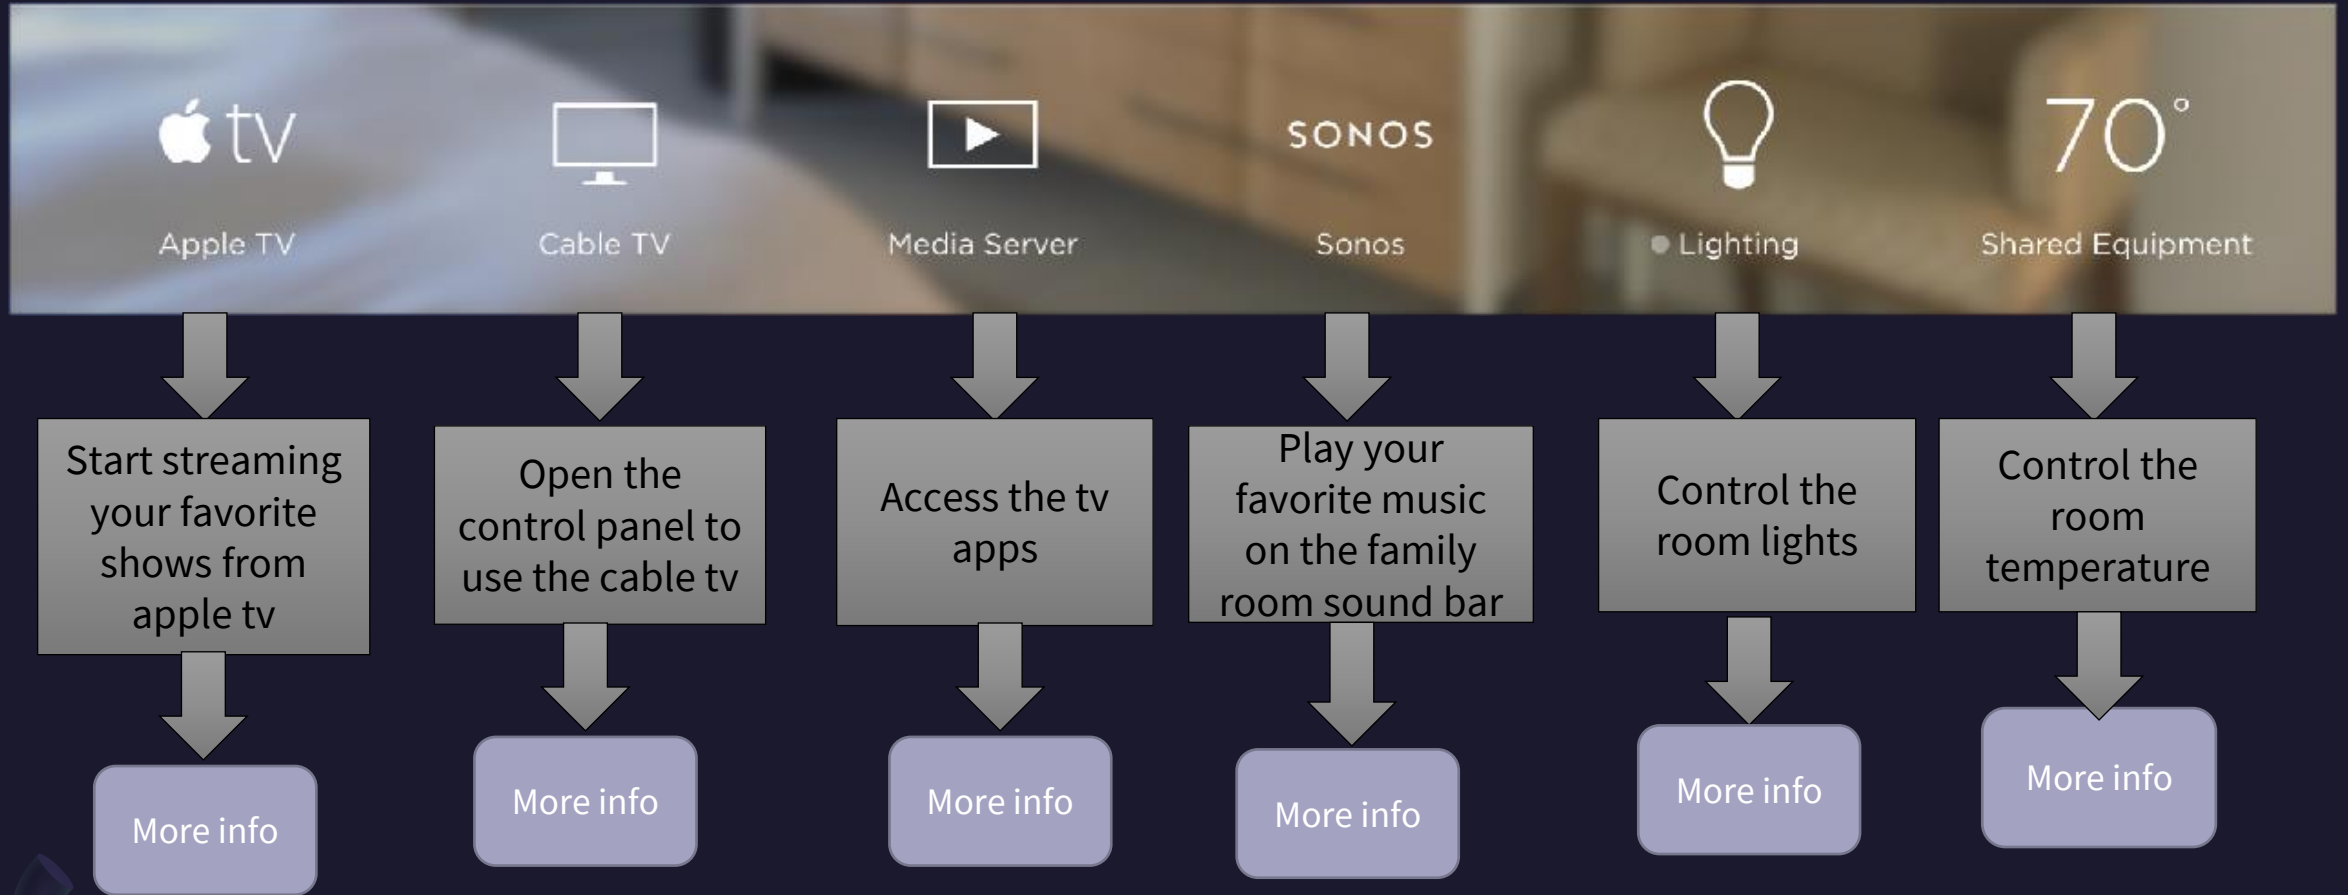 tv
SONOS
70°
Apple TV
Cable TV
Media Server
Sonos
Lighting
Shared Equipment
Start streaming
your favorite
shows from
apple tv
Open the
control panel to
use the cable tv
Access the tv
apps
Play your
favorite music
on the family
room sound bar
Control the
room lights
Control the
room
temperature
More info
More info
More info
More info
More info
More info